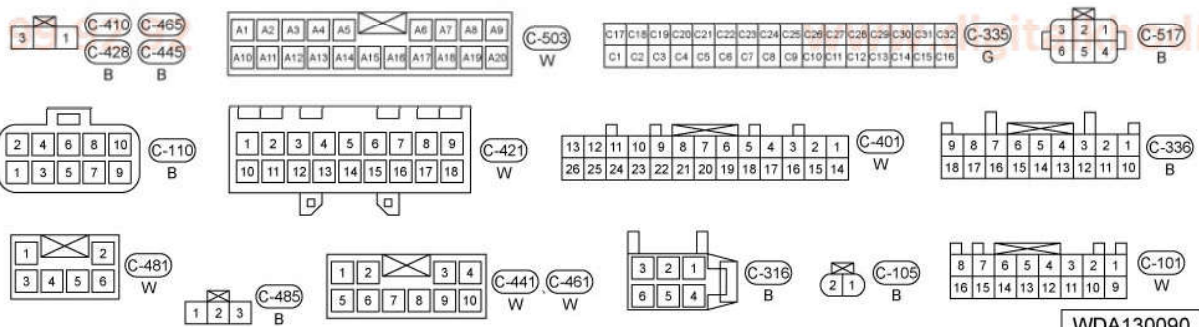 3 1 C-410 C-465
C-428 C-445
B B
A1 A2 A3 A4 A5 A6 A7 A8 A9
A10 A11 A12 A13 A14 A15 A16 A17 A18 A19 A20
C-503
W
C17 C18 C19 C20 C21 C22 C23 C24 C25 C26 C27 C28 C29 C30 C31 C32
C1 C2 C3 C4 C5 C6 C7 C8 C9 C10 C11 C12 C13 C14 C15 C16
C-335
G
3 2 1
6 5 4
C-517
B
2 4 6 8 10
1 3 5 7 9
C-110
B
1 2 3 4 5 6 7 8 9
10 11 12 13 14 15 16 17 18
C-421
W
13 12 11 10 9 8 7 6 5 4 3 2 1
26 25 24 23 22 21 20 19 18 17 16 15 14
C-401
W
9 8 7 6 5 4 3 2 1
18 17 16 15 14 13 12 11 10
C-336
B
1 2
3 4 5 6
C-481
W
1 2 3
C-485
B
1 2 3 4
5 6 7 8 9 10
C-441 、 C-461
W W
3 2 1
6 5 4
C-316
B
2 1
C-105
B
8 7 6 5 4 3 2 1
16 15 14 13 12 11 10 9
C-101
W
WDA130090